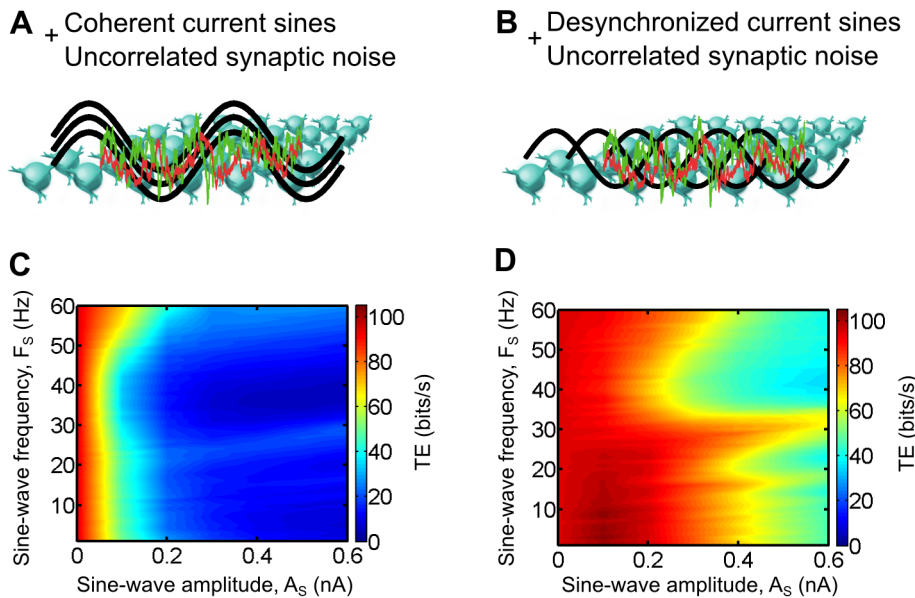 A
+ Coherent current sines
Uncorrelated synaptic noise
B
+ Desynchronized current sines
Uncorrelated synaptic noise
C
Sine-wave frequency, F_S (Hz)
60
50
40
30
20
10
0
0.2
0.4
0.6
Sine-wave amplitude, A_S (nA)
100
80
60
40
20
0
TE (bits/s)
D
Sine-wave frequency, F_S (Hz)
60
50
40
30
20
10
0
0.2
0.4
0.6
Sine-wave amplitude, A_S (nA)
100
80
60
40
20
0
TE (bits/s)